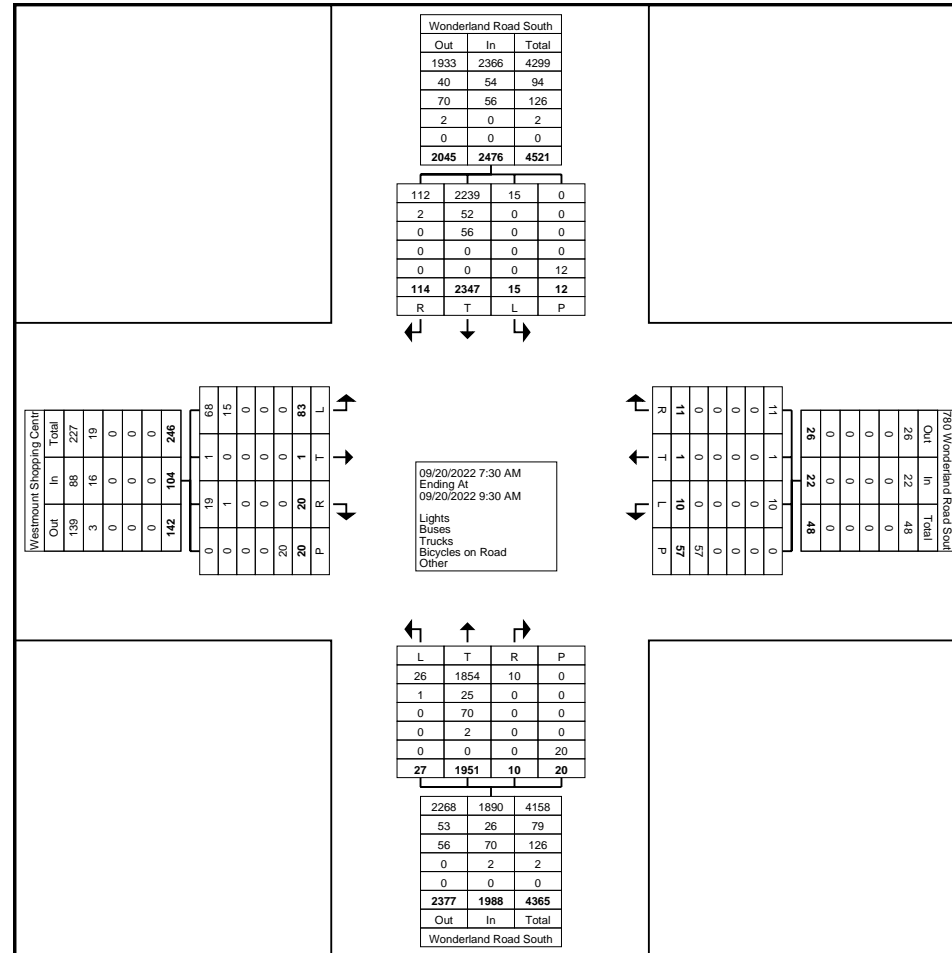 Wonderland Road South
Out In Total
1933 2366 4299
40 54 94
70 56 126
2 0 2
0 0 0
2045 2476 4521
112 2239 15 0
2 52 0 0
0 56 0 0
0 0 0 0
0 0 0 12
114 2347 15 12
R T L P
Westmount Shopping Centr
Total In Out
227 88 139
19 16 3
0 0 0
0 0 0
0 0 0
246 104 142
68 1 19 0
15 0 1 0
0 0 0 0
0 0 0 0
0 0 0 20
83 1 20 20
L T R P
09/20/2022 7:30 AM
Ending At
09/20/2022 9:30 AM
Lights
Buses
Trucks
Bicycles on Road
Other
R T L P
11 1 10 57
0 0 0 57
0 0 0 0
0 0 0 0
0 0 0 0
11 1 10 0
26 22 48
0 0 0
0 0 0
0 0 0
0 0 0
26 22 48
Out In Total
780 Wonderland Road Sout
L T R P
26 1854 10 0
1 25 0 0
0 70 0 0
0 2 0 0
0 0 0 20
27 1951 10 20
2268 1890 4158
53 26 79
56 70 126
0 2 2
0 0 0
2377 1988 4365
Out In Total
Wonderland Road South